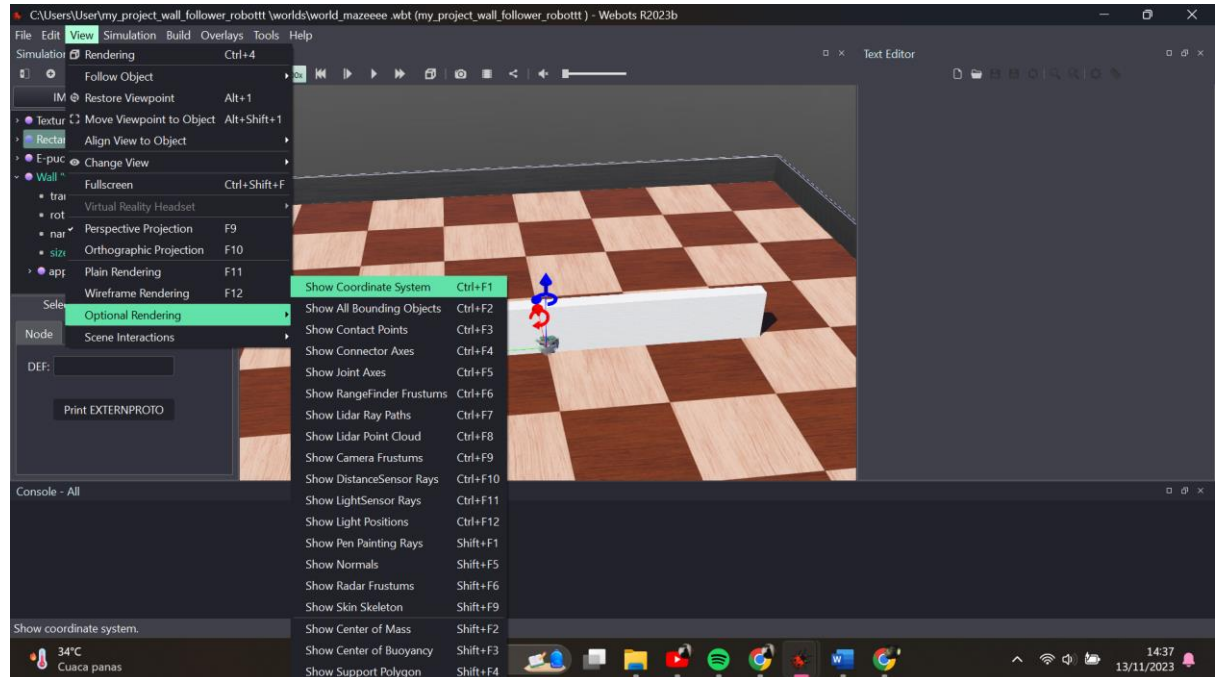 C:\Users\User\my_project_wall_follower_robottt \worlds\world_mazeeee .wbt (my_project_wall_follower_robottt ) - Webots R2023b
File Edit View Simulation Build Overlays Tools Help
Simulation
Text Editor
IM
Textur
Rectan
E-puc
Wall "
trai
rot
nar
size
app
Sele
Node
DEF:
Print EXTERNPROTO
Rendering Ctrl+4
Follow Object
Restore Viewpoint Alt+1
Move Viewpoint to Object Alt+Shift+1
Align View to Object
Change View
Fullscreen Ctrl+Shift+F
Virtual Reality Headset
Perspective Projection F9
Orthographic Projection F10
Plain Rendering F11
Wireframe Rendering F12
Optional Rendering
Scene Interactions
Show Coordinate System Ctrl+F1
Show All Bounding Objects Ctrl+F2
Show Contact Points Ctrl+F3
Show Connector Axes Ctrl+F4
Show Joint Axes Ctrl+F5
Show RangeFinder Frustums Ctrl+F6
Show Lidar Ray Paths Ctrl+F7
Show Lidar Point Cloud Ctrl+F8
Show Camera Frustums Ctrl+F9
Show DistanceSensor Rays Ctrl+F10
Show LightSensor Rays Ctrl+F11
Show Light Positions Ctrl+F12
Show Pen Painting Rays Shift+F1
Show Normals Shift+F5
Show Radar Frustums Shift+F6
Show Skin Skeleton Shift+F9
Show Center of Mass Shift+F2
Show Center of Buoyancy Shift+F3
Show Support Polygon Shift+F4
Console - All
Show coordinate system.
34°C
Cuaca panas
14:37
13/11/2023